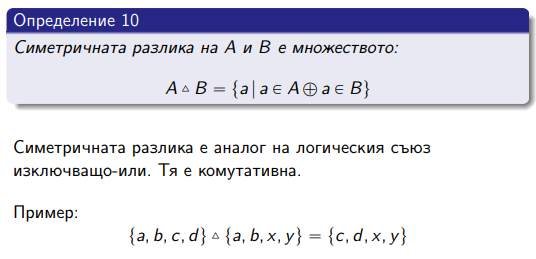 Определение 10
Симетричната разлика на A и B е множеството:
A ▵ B = {a | a ∈ A ⊕ a ∈ B}
Симетричната разлика е аналог на логическия съюз
изключващо-или. Тя е комутативна.
Пример:
{a, b, c, d} ▵ {a, b, x, y} = {c, d, x, y}